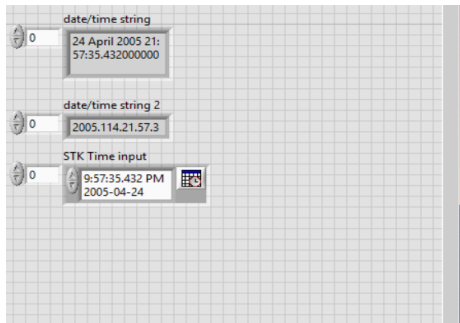 date/time string
0
24 April 2005 21:
57:35.432000000
date/time string 2
0
2005.114.21.57.3
STK Time input
0
9:57:35.432 PM
2005-04-24